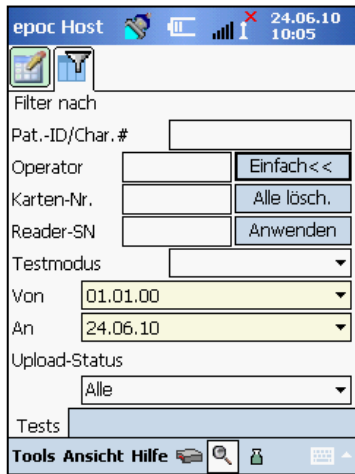 epoc Host 24.06.10
10:05
Filter nach
Pat.-ID/Char.#
Operator Einfach<<
Karten-Nr. Alle lösch.
Reader-SN Anwenden
Testmodus
Von 01.01.00
An 24.06.10
Upload-Status
Alle
Tests
Tools Ansicht Hilfe